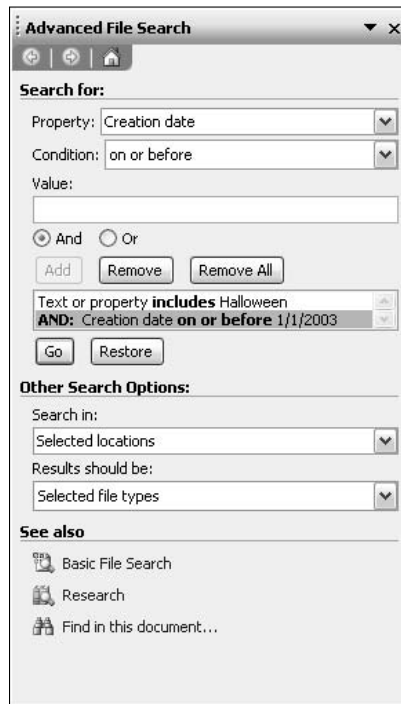 Advanced File Search
Search for:
Property: Creation date
Condition: on or before
Value:
And Or
Add Remove Remove All
Text or property includes Halloween
AND: Creation date on or before 1/1/2003
Go Restore
Other Search Options:
Search in:
Selected locations
Results should be:
Selected file types
See also
Basic File Search
Research
Find in this document...